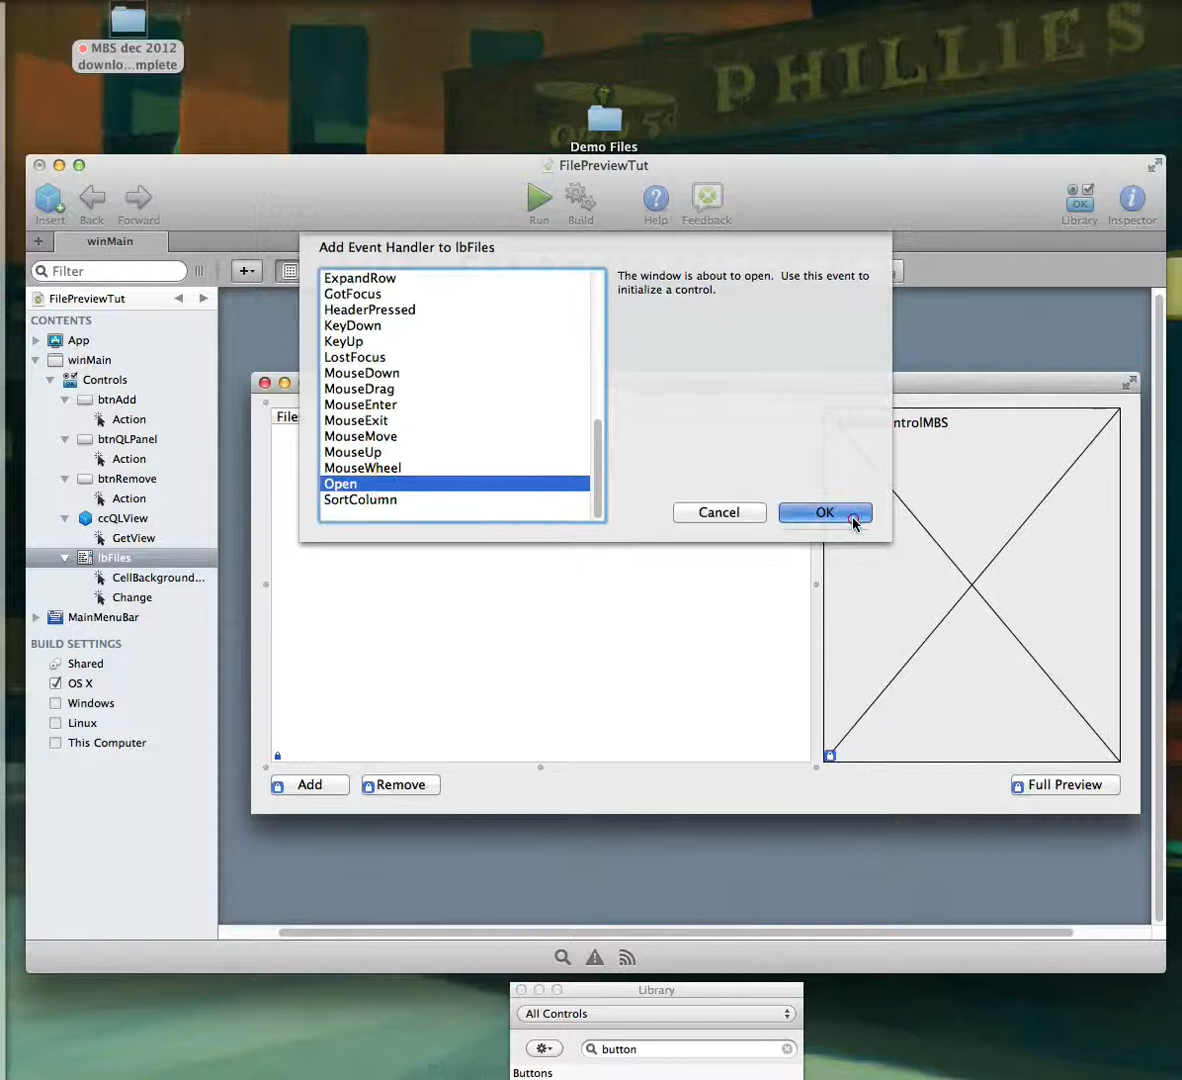 PHILLIES
MBS dec 2012
downlo...mplete
Demo Files
FilePreviewTut
Insert
Back
Forward
Run
Build
Help
Feedback
OK
Library
Inspector
winMain
Filter
FilePreviewTut
CONTENTS
App
winMain
Controls
btnAdd
Action
btnQLPanel
Action
btnRemove
Action
ccQLView
GetView
lbFiles
CellBackground...
Change
MainMenuBar
BUILD SETTINGS
Shared
OS X
Windows
Linux
This Computer
Add Event Handler to lbFiles
ExpandRow
GotFocus
HeaderPressed
KeyDown
KeyUp
LostFocus
MouseDown
MouseDrag
MouseEnter
MouseExit
MouseMove
MouseUp
MouseWheel
Open
SortColumn
The window is about to open. Use this event to
initialize a control.
Cancel
OK
File
ntrolMBS
Add
Remove
Full Preview
Library
All Controls
button
Buttons